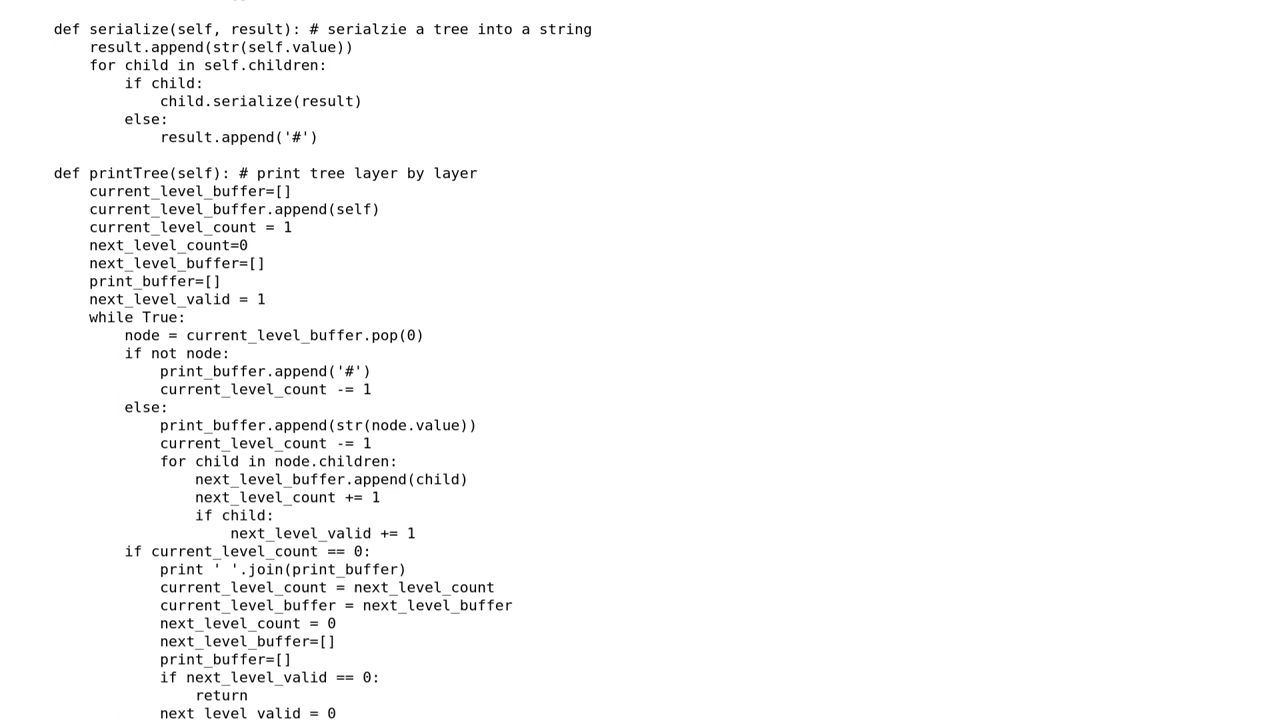 def serialize(self, result): # serialzie a tree into a string
result.append(str(self.value))
for child in self.children:
if child:
child.serialize(result)
else:
result.append('#')
def printTree(self): # print tree layer by layer
current_level_buffer=[]
current_level_buffer.append(self)
current_level_count = 1
next_level_count=0
next_level_buffer=[]
print_buffer=[]
next_level_valid = 1
while True:
node = current_level_buffer.pop(0)
if not node:
print_buffer.append('#')
current_level_count -= 1
else:
print_buffer.append(str(node.value))
current_level_count -= 1
for child in node.children:
next_level_buffer.append(child)
next_level_count += 1
if child:
next_level_valid += 1
if current_level_count == 0:
print ' '.join(print_buffer)
current_level_count = next_level_count
current_level_buffer = next_level_buffer
next_level_count = 0
next_level_buffer=[]
print_buffer=[]
if next_level_valid == 0:
return
next_level_valid = 0